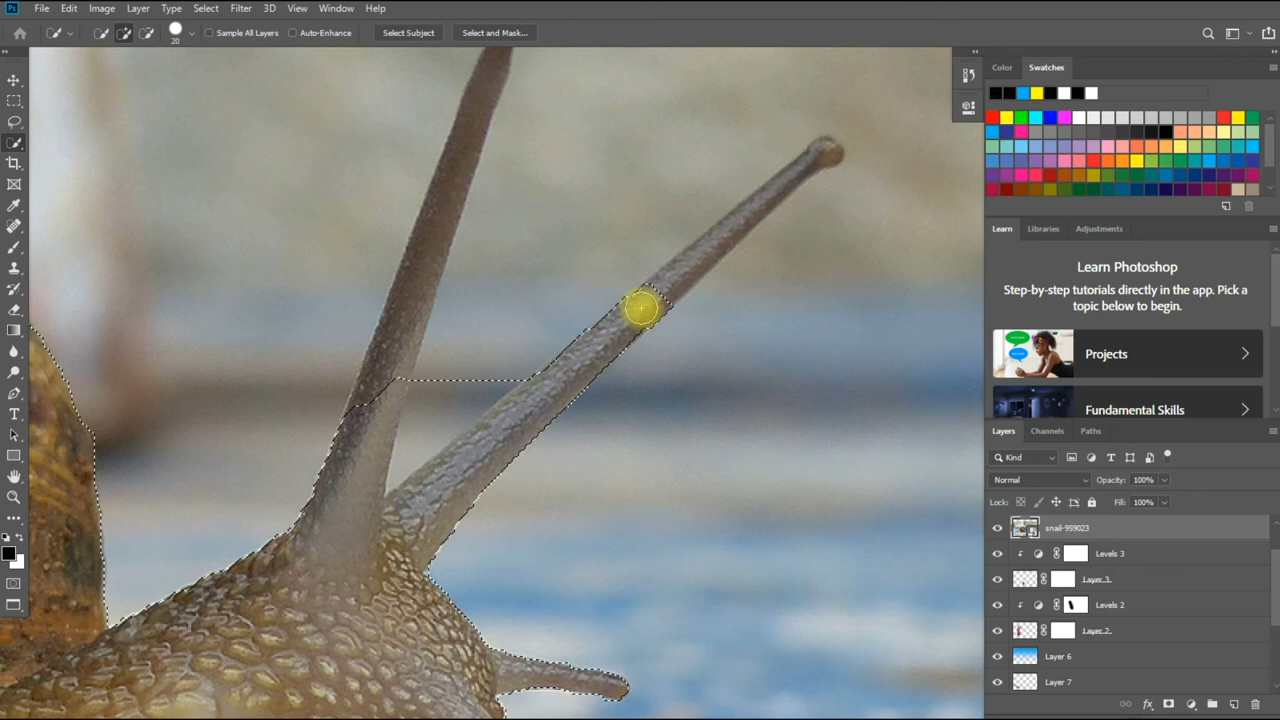 Ps File Edit Image Layer Type Select Filter 3D View Window Help
20 Sample All Layers Auto-Enhance Select Subject Select and Mask...
Color Swatches
Learn Libraries Adjustments
Learn Photoshop
Step-by-step tutorials directly in the app. Pick a
topic below to begin.
Projects
Fundamental Skills
Layers Channels Paths
Kind
Normal Opacity: 100%
Lock: Fill: 100%
snail-959023
Levels 3
Layer 3
Levels 2
Layer 2
Layer 6
Layer 7
fx